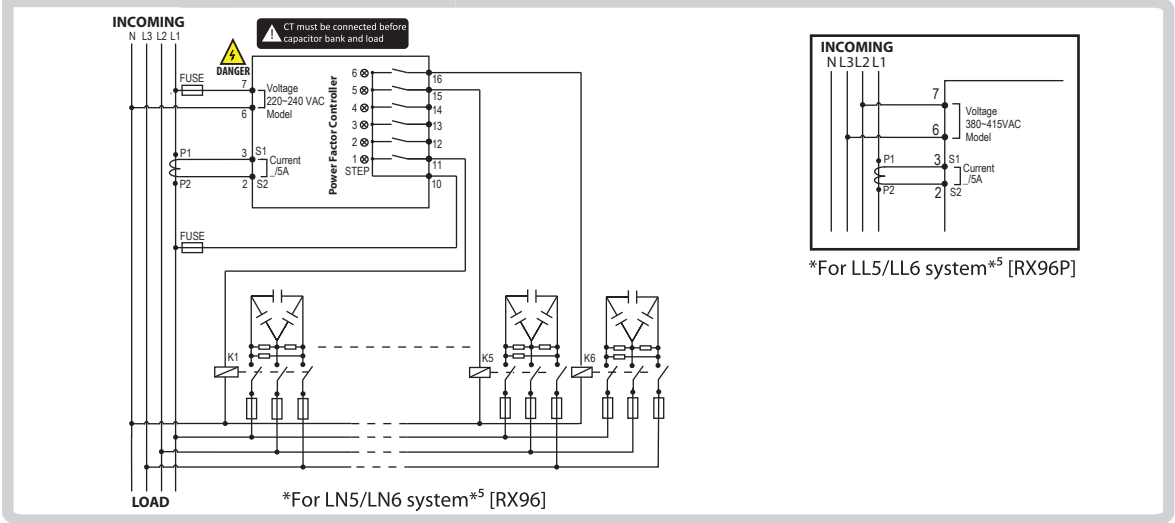 INCOMING
N L3 L2 L1
CT must be connected before
capacitor bank and load
DANGER
FUSE
7
Voltage
220~240 VAC
Model
6
P1
3
S1
Current
_/5A
2
S2
P2
Power Factor Controller
6
16
5
15
4
14
3
13
2
12
1
11
STEP
10
FUSE
K1
K5
K6
LOAD
*For LN5/LN6 system*⁵ [RX96]
INCOMING
N L3 L2 L1
7
Voltage
380~415VAC
6
Model
P1
3
S1
Current
_/5A
P2
2
S2
*For LL5/LL6 system*⁵ [RX96P]